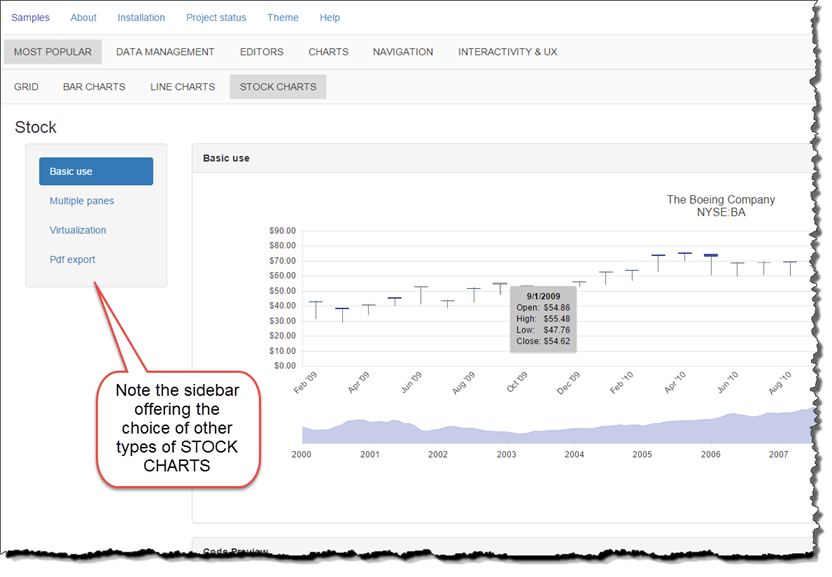 Samples About Installation Project status Theme Help
MOST POPULAR DATA MANAGEMENT EDITORS CHARTS NAVIGATION INTERACTIVITY & UX
GRID BAR CHARTS LINE CHARTS STOCK CHARTS
Stock
Basic use
Multiple panes
Virtualization
Pdf export
Note the sidebar
offering the
choice of other
types of STOCK
CHARTS
Basic use
The Boeing Company
NYSE:BA
$90.00
$80.00
$70.00
$60.00
$50.00
$40.00
$30.00
$20.00
$10.00
$0.00
9/1/2009
Open: $54.86
High: $55.48
Low: $47.76
Close: $54.62
Feb '09 Apr '09 Jun '09 Aug '09 Oct '09 Dec '09 Feb '10 Apr '10 Jun '10 Aug '10
2000 2001 2002 2003 2004 2005 2006 2007
Code Preview